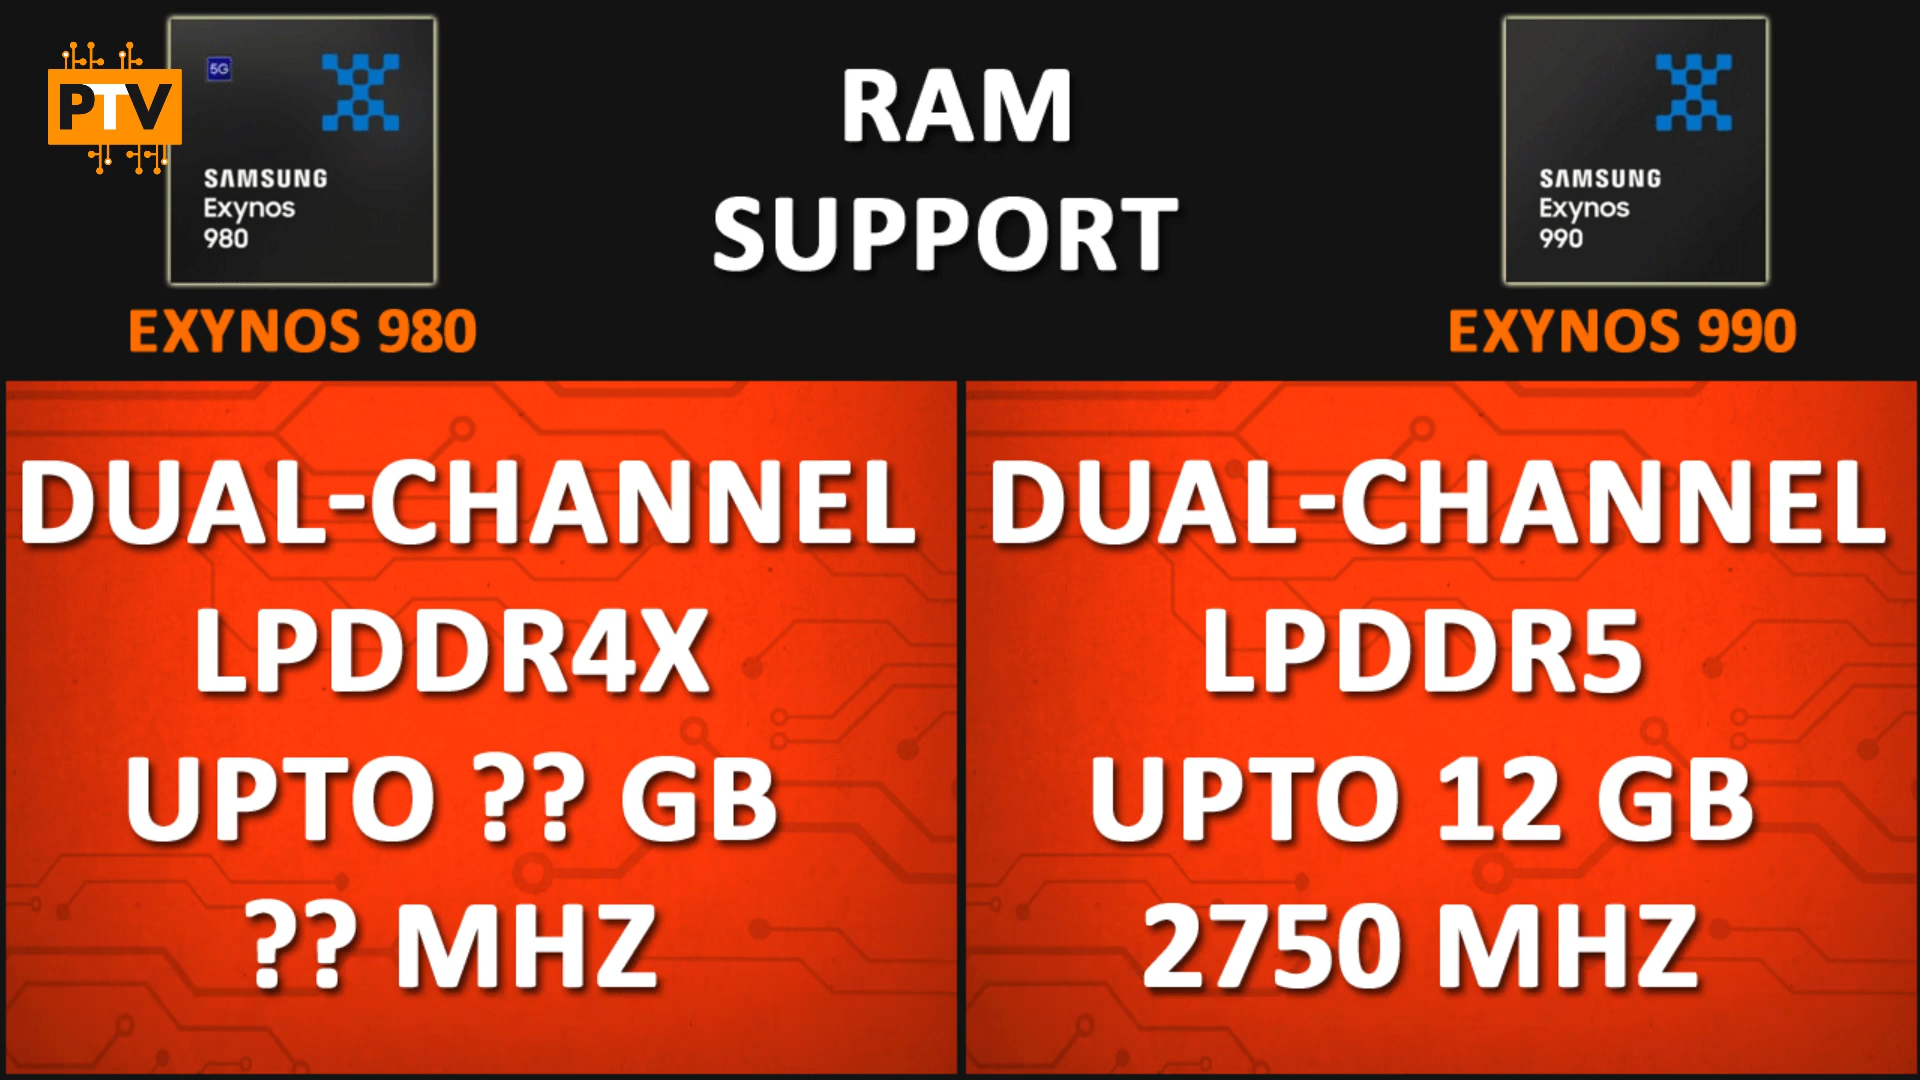 PTV
5G
SAMSUNG
Exynos
980
EXYNOS 980
RAM
SUPPORT
SAMSUNG
Exynos
990
EXYNOS 990
DUAL-CHANNEL
LPDDR4X
UPTO ?? GB
?? MHZ
DUAL-CHANNEL
LPDDR5
UPTO 12 GB
2750 MHZ